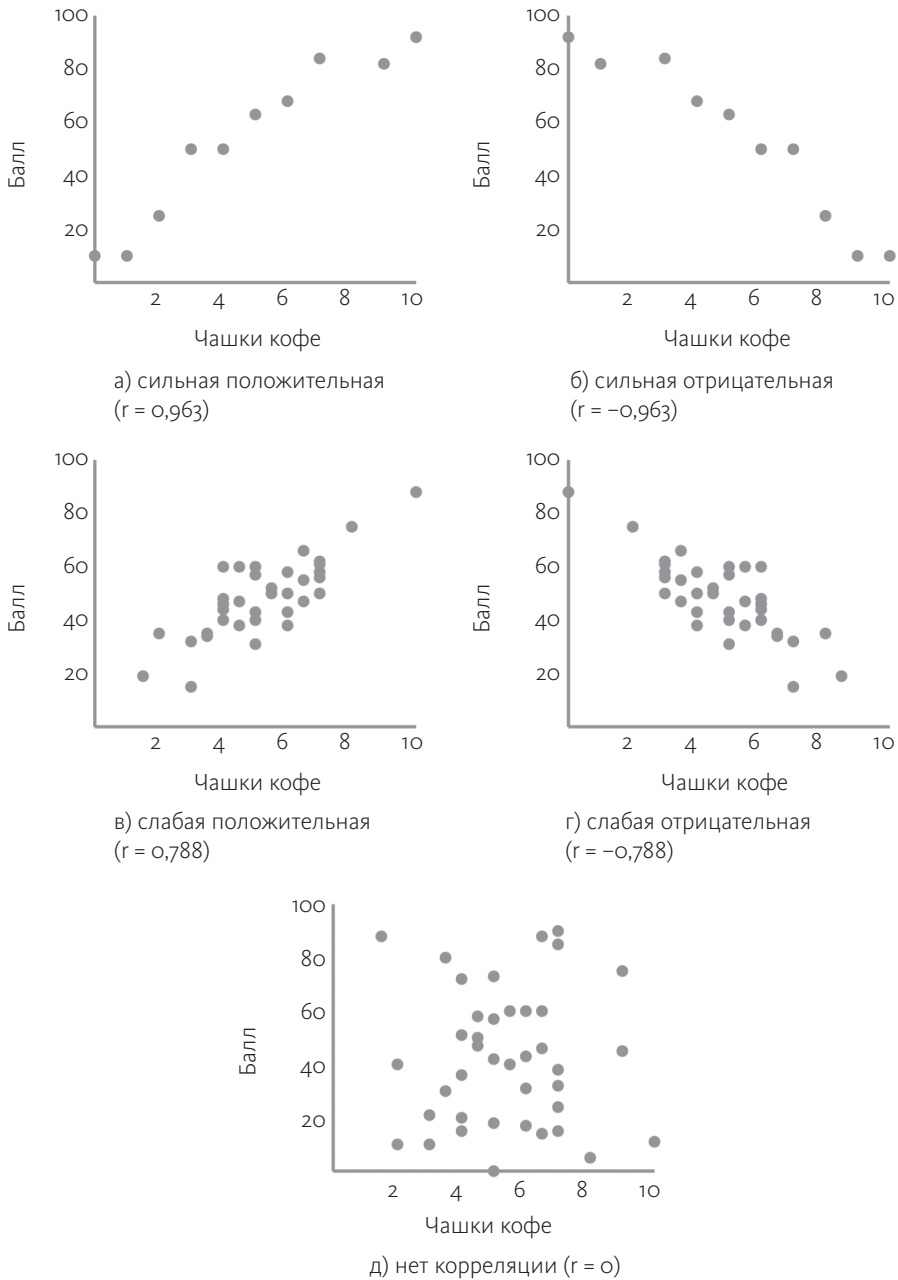 100
80
60
40
20
Балл
2 4 6 8 10
Чашки кофе
а) сильная положительная
(r = 0,963)
100
80
60
40
20
Балл
2 4 6 8 10
Чашки кофе
б) сильная отрицательная
(r = −0,963)
100
80
60
40
20
Балл
2 4 6 8 10
Чашки кофе
в) слабая положительная
(r = 0,788)
100
80
60
40
20
Балл
2 4 6 8 10
Чашки кофе
г) слабая отрицательная
(r = −0,788)
100
80
60
40
20
Балл
2 4 6 8 10
Чашки кофе
д) нет корреляции (r = 0)